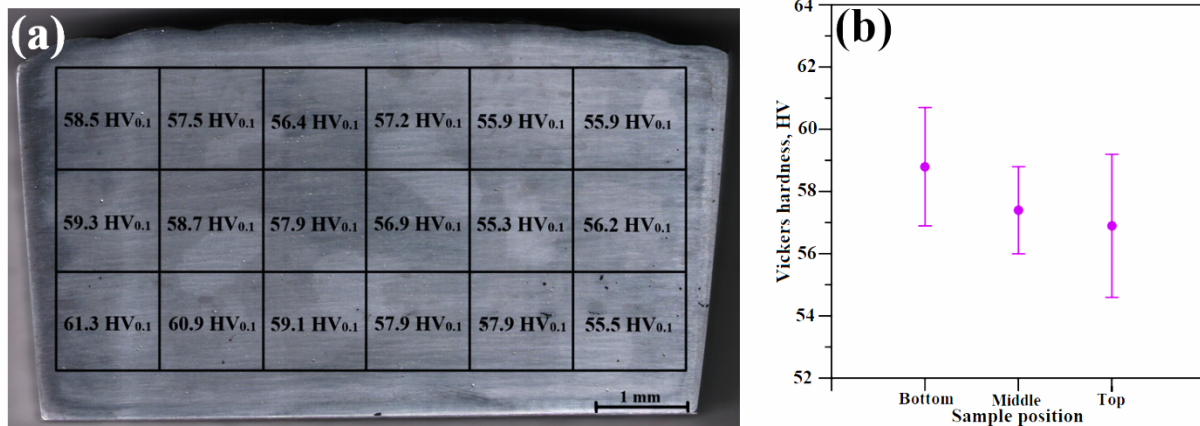 (a)
58.5 HV0.1 57.5 HV0.1 56.4 HV0.1 57.2 HV0.1 55.9 HV0.1 55.9 HV0.1
59.3 HV0.1 58.7 HV0.1 57.9 HV0.1 56.9 HV0.1 55.3 HV0.1 56.2 HV0.1
61.3 HV0.1 60.9 HV0.1 59.1 HV0.1 57.9 HV0.1 57.9 HV0.1 55.5 HV0.1
1 mm
(b)
Vickers hardness, HV
64
62
60
58
56
54
52
Bottom Middle Top
Sample position